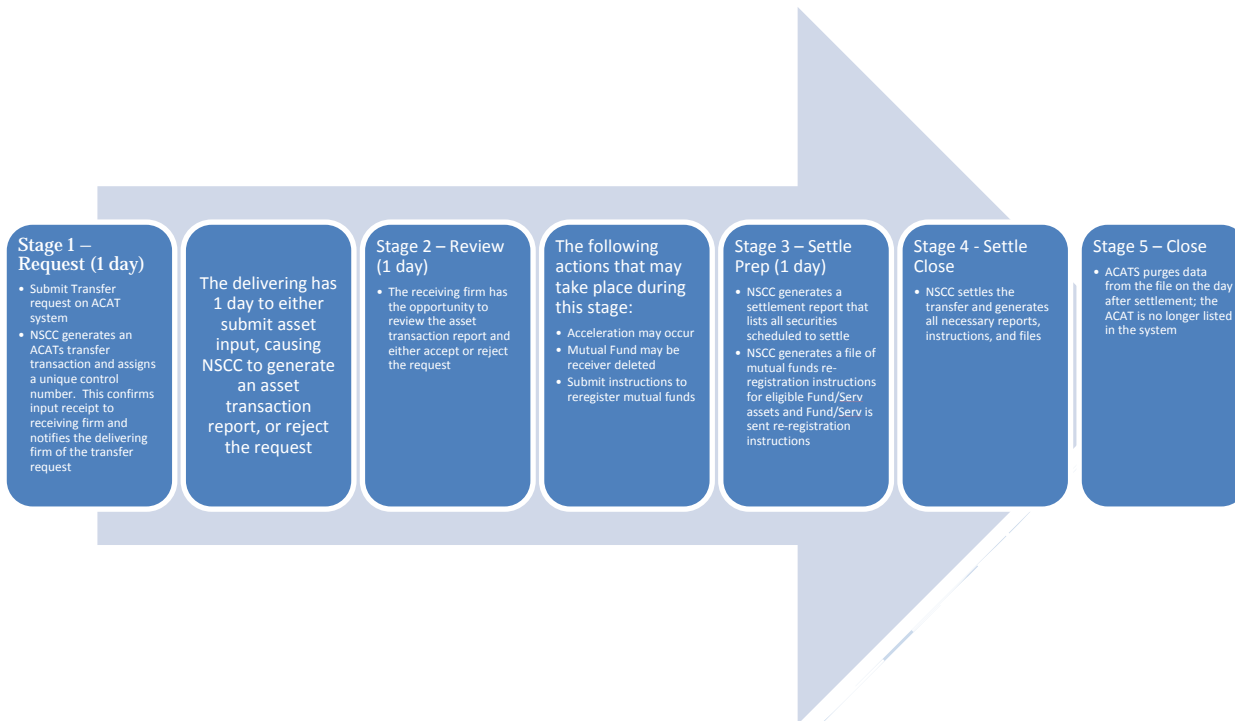 Stage 1 –
Request (1 day)
• Submit Transfer
request on ACAT
system
• NSCC generates an
ACATs transfer
transaction and assigns
a unique control
number.  This confirms
input receipt to
receiving firm and
notifies the delivering
firm of the transfer
request
The delivering has
1 day to either
submit asset
input, causing
NSCC to generate
an asset
transaction
report, or reject
the request
Stage 2 – Review
(1 day)
• The receiving firm has
the opportunity to
review the asset
transaction report and
either accept or reject
the request
The following
actions that may
take place during
this stage:
• Acceleration may occur
• Mutual Fund may be
receiver deleted
• Submit instructions to
reregister mutual funds
Stage 3 – Settle
Prep (1 day)
• NSCC generates a
settlement report that
lists all securities
scheduled to settle
• NSCC generates a file of
mutual funds re-
registration instructions
for eligible Fund/Serv
assets and Fund/Serv is
sent re-registration
instructions
Stage 4 - Settle
Close
• NSCC settles the
transfer and generates
all necessary reports,
instructions, and files
Stage 5 – Close
• ACATS purges data
from the file on the day
after settlement; the
ACAT is no longer listed
in the system